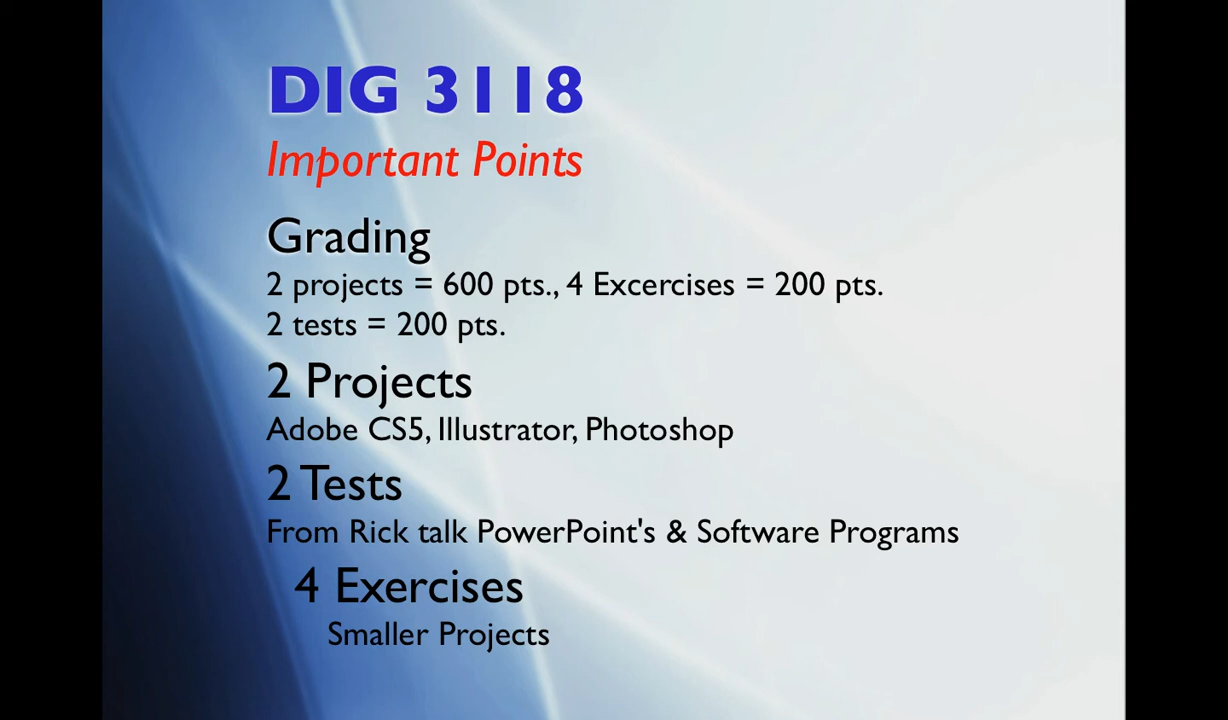 DIG 3118
Important Points
Grading
2 projects = 600 pts., 4 Excercises = 200 pts.
2 tests = 200 pts.
2 Projects
Adobe CS5, Illustrator, Photoshop
2 Tests
From Rick talk PowerPoint's & Software Programs
4 Exercises
Smaller Projects